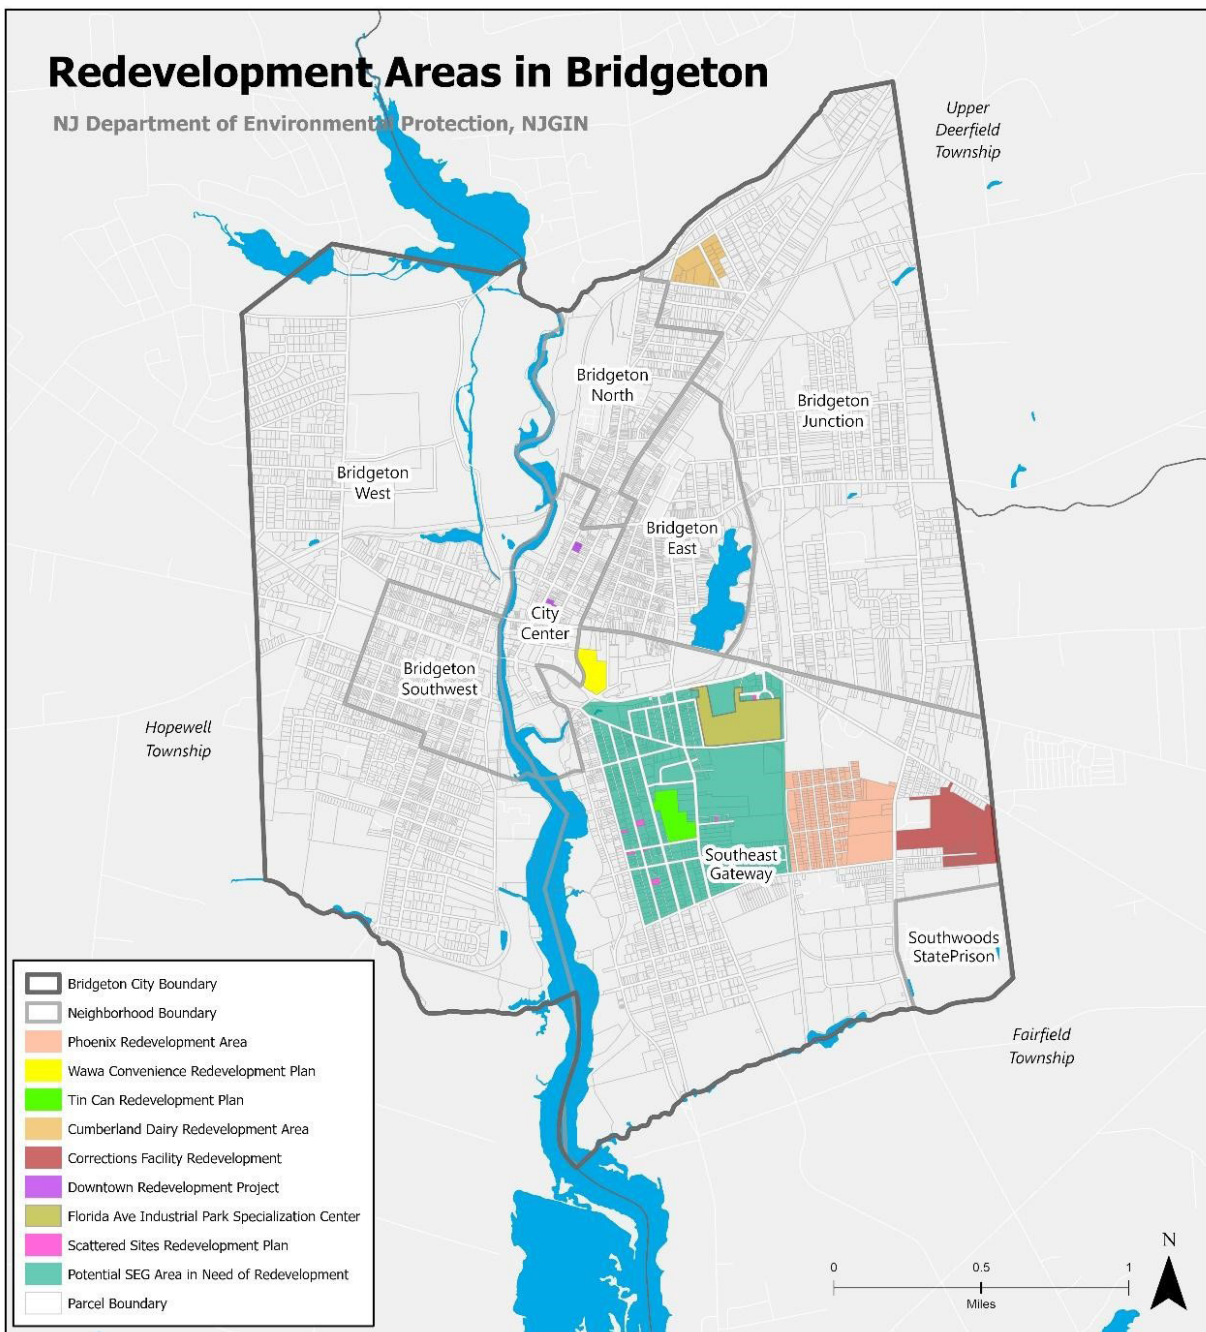 Redevelopment Areas in Bridgeton
NJ Department of Environmental Protection, NJGIN
Upper
Deerfield
Township
Bridgeton
North
Bridgeton
Junction
Bridgeton
West
Bridgeton
East
City
Center
Bridgeton
Southwest
Hopewell
Township
Southeast
Gateway
Southwoods
StatePrison
Fairfield
Township
Bridgeton City Boundary
Neighborhood Boundary
Phoenix Redevelopment Area
Wawa Convenience Redevelopment Plan
Tin Can Redevelopment Plan
Cumberland Dairy Redevelopment Area
Corrections Facility Redevelopment
Downtown Redevelopment Project
Florida Ave Industrial Park Specialization Center
Scattered Sites Redevelopment Plan
Potential SEG Area in Need of Redevelopment
Parcel Boundary
0 0.5 1
Miles
N